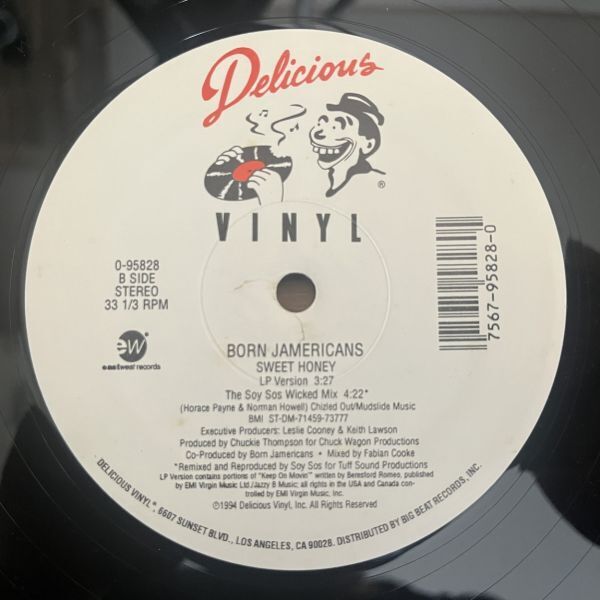 Delicious
®
VINYL
0-95828
B SIDE
STEREO
33 1/3 RPM
7567-95828-0
ew®
eastwest records
BORN JAMERICANS
SWEET HONEY
LP Version 3:27
The Soy Sos Wicked Mix 4:22*
(Horace Payne & Norman Howell) Chizled Out/Mudslide Music
BMI ST-DM-71459-73777
Executive Producers: Leslie Cooney & Keith Lawson
Produced by Chuckie Thompson for Chuck Wagon Productions
Co-Produced by Born Jamericans • Mixed by Fabian Cooke
*Remixed and Reproduced by Soy Sos for Tuff Sound Productions
LP Version contains portions of "Keep On Movin'" written by Beresford Romeo, published
by EMI Virgin Music Ltd./Jazzy B Music; all rights in the USA and Canada con-
trolled by EMI Virgin Music, Inc.
©1994 Delicious Vinyl, Inc. All Rights Reserved
DELICIOUS VINYL®, 6607 SUNSET BLVD., LOS ANGELES, CA 90028. DISTRIBUTED BY BIG BEAT RECORDS, INC.